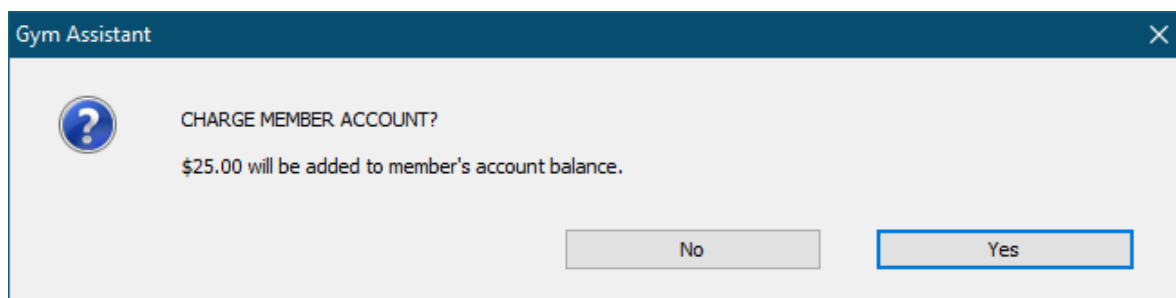 Gym Assistant
CHARGE MEMBER ACCOUNT?
$25.00 will be added to member's account balance.
No
Yes